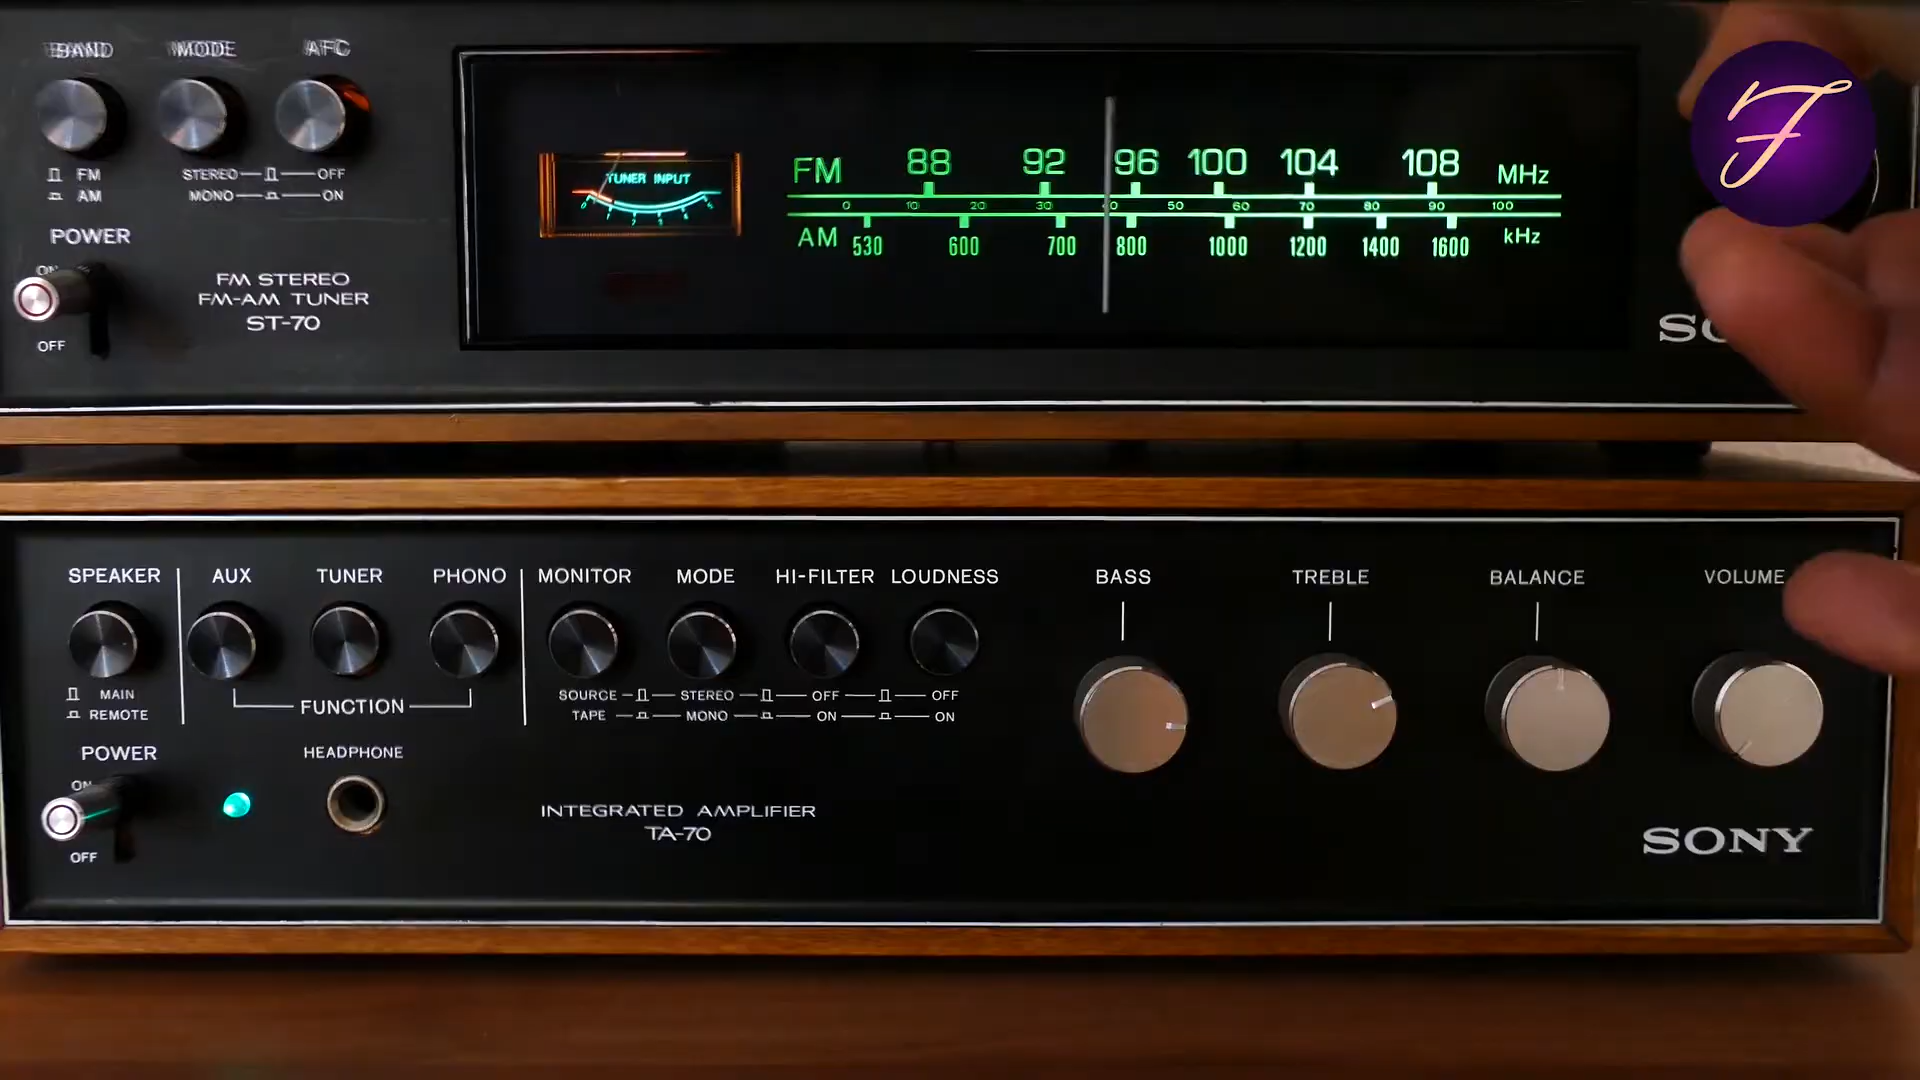 BAND MODE AFC
FM STEREO OFF
AM MONO ON
POWER
ON
OFF
FM STEREO
FM-AM TUNER
ST-70
TUNER INPUT
FM 88 92 96 100 104 108 MHz
0 10 20 30 40 50 60 70 80 90 100
AM 530 600 700 800 1000 1200 1400 1600 kHz
F
SPEAKER AUX TUNER PHONO MONITOR MODE HI-FILTER LOUDNESS BASS TREBLE BALANCE VOLUME
MAIN SOURCE STEREO OFF OFF
REMOTE FUNCTION TAPE MONO ON ON
POWER HEADPHONE
ON
OFF
INTEGRATED AMPLIFIER
TA-70
SONY